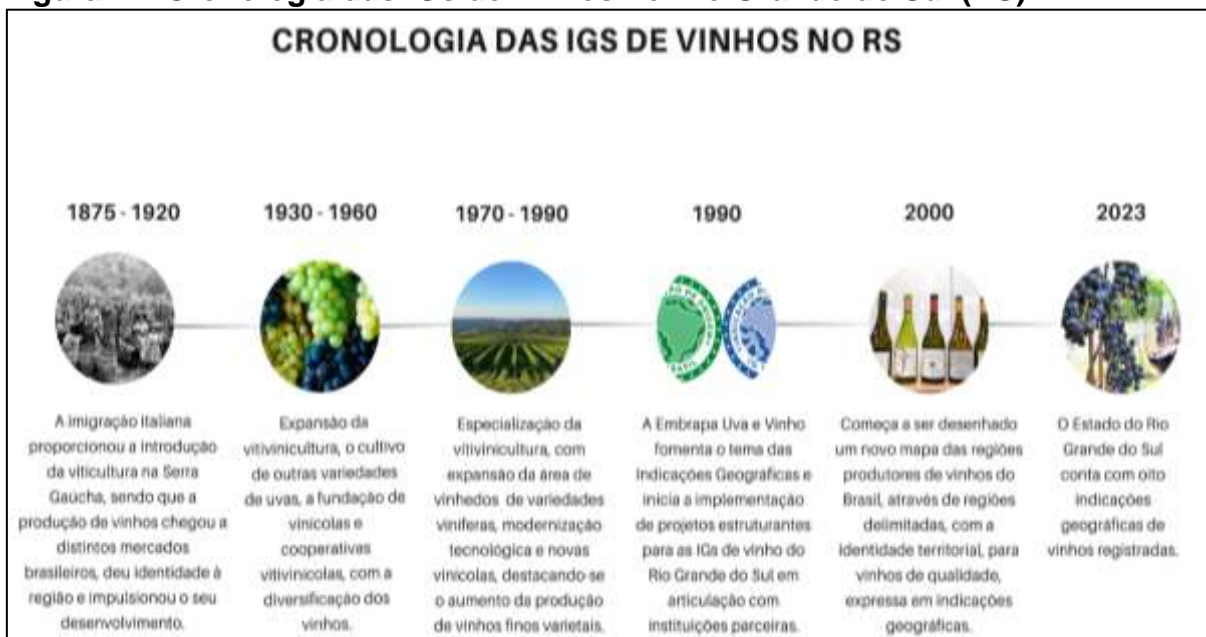 CRONOLOGIA DAS IGS DE VINHOS NO RS
1875 - 1920
A imigração italiana
proporcionou a introdução
da viticultura na Serra
Gaúcha, sendo que a
produção de vinhos chegou a
distintos mercados
brasileiros, deu identidade à
região e impulsionou o seu
desenvolvimento.
1930 - 1960
Expansão da
vitivinicultura, o cultivo
de outras variedades
de uvas, a fundação de
vinícolas e
cooperativas
vitivinícolas, com a
diversificação dos
vinhos.
1970 - 1990
Especialização da
vitivinicultura, com
expansão da área de
vinhedos de variedades
viníferas, modernização
tecnológica e novas
vinícolas, destacando-se
o aumento da produção
de vinhos finos varietais.
1990
A Embrapa Uva e Vinho
fomenta o tema das
Indicações Geográficas e
inicia a implementação
de projetos estruturantes
para as IGs de vinho do
Rio Grande do Sul em
articulação com
instituições parceiras.
2000
Começa a ser desenhado
um novo mapa das regiões
produtores de vinhos do
Brasil, através de regiões
delimitadas, com a
identidade territorial, para
vinhos de qualidade,
expressa em indicações
geográficas.
2023
O Estado do Rio
Grande do Sul
conta com oito
indicações
geográficas de
vinhos registradas.